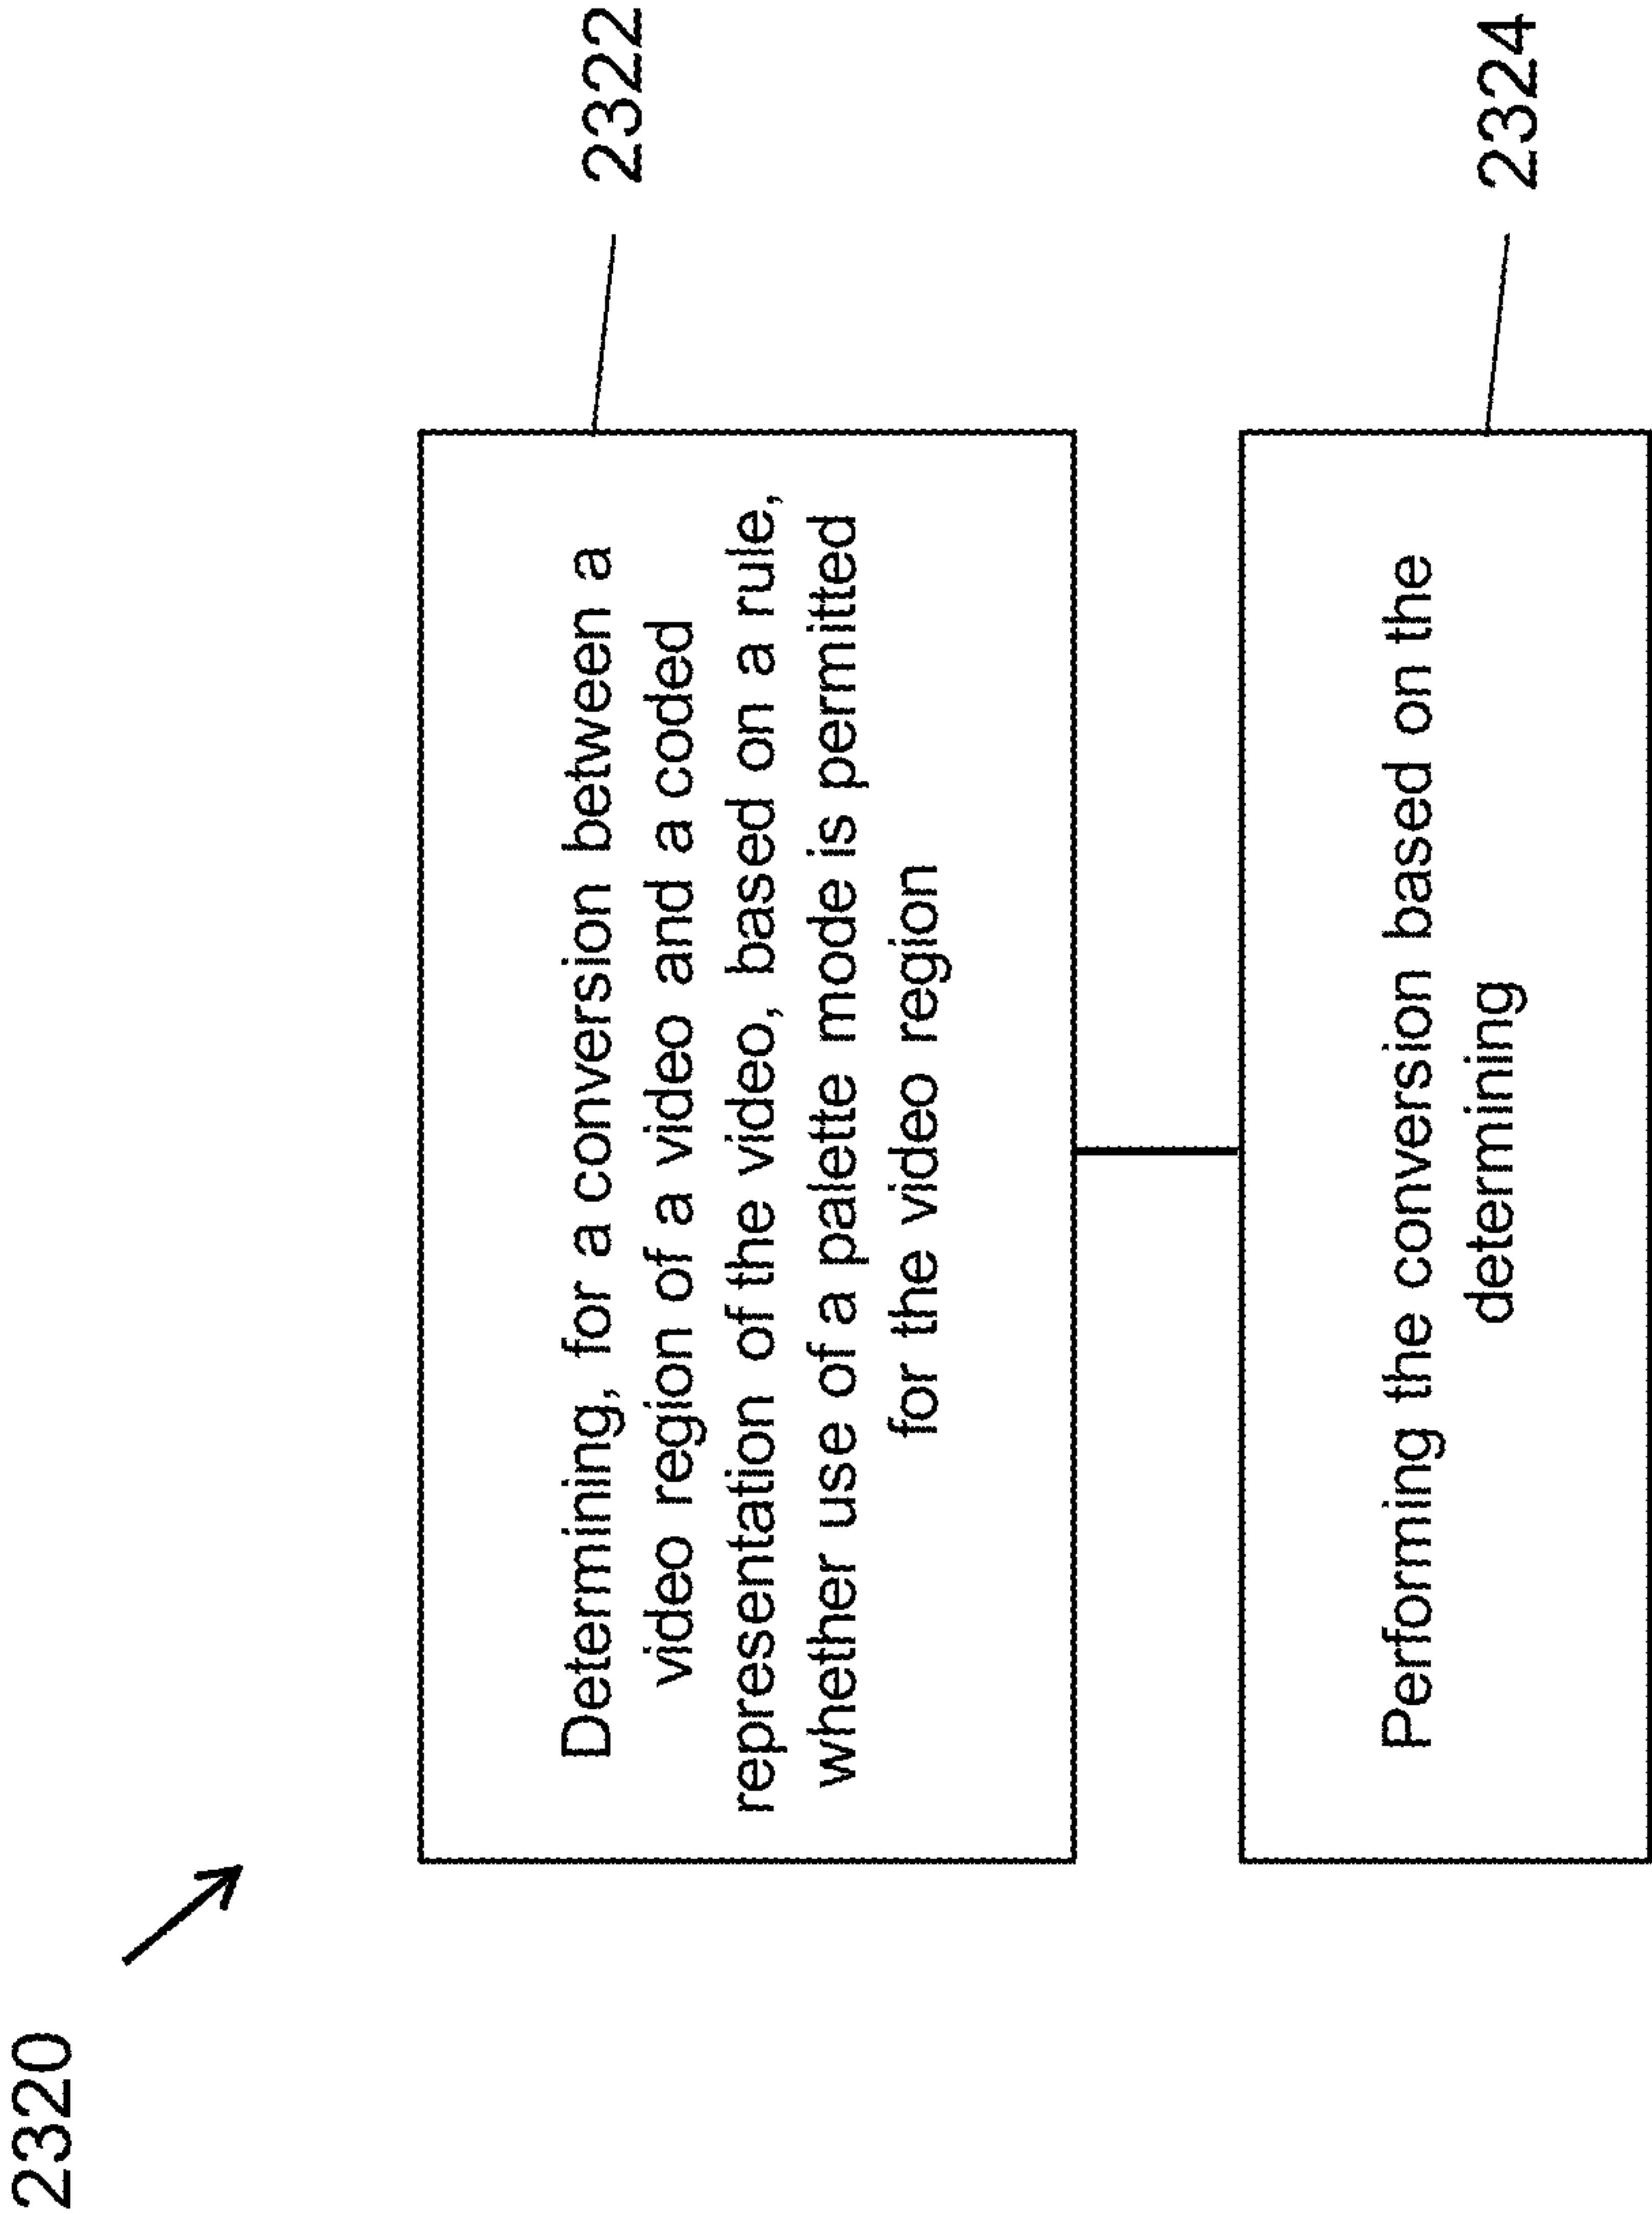 2320
Determining, for a conversion between a
video region of a video and a coded
representation of the video, based on a rule,
whether use of a palette mode is permitted
for the video region
2322
Performing the conversion based on the
determining
2324